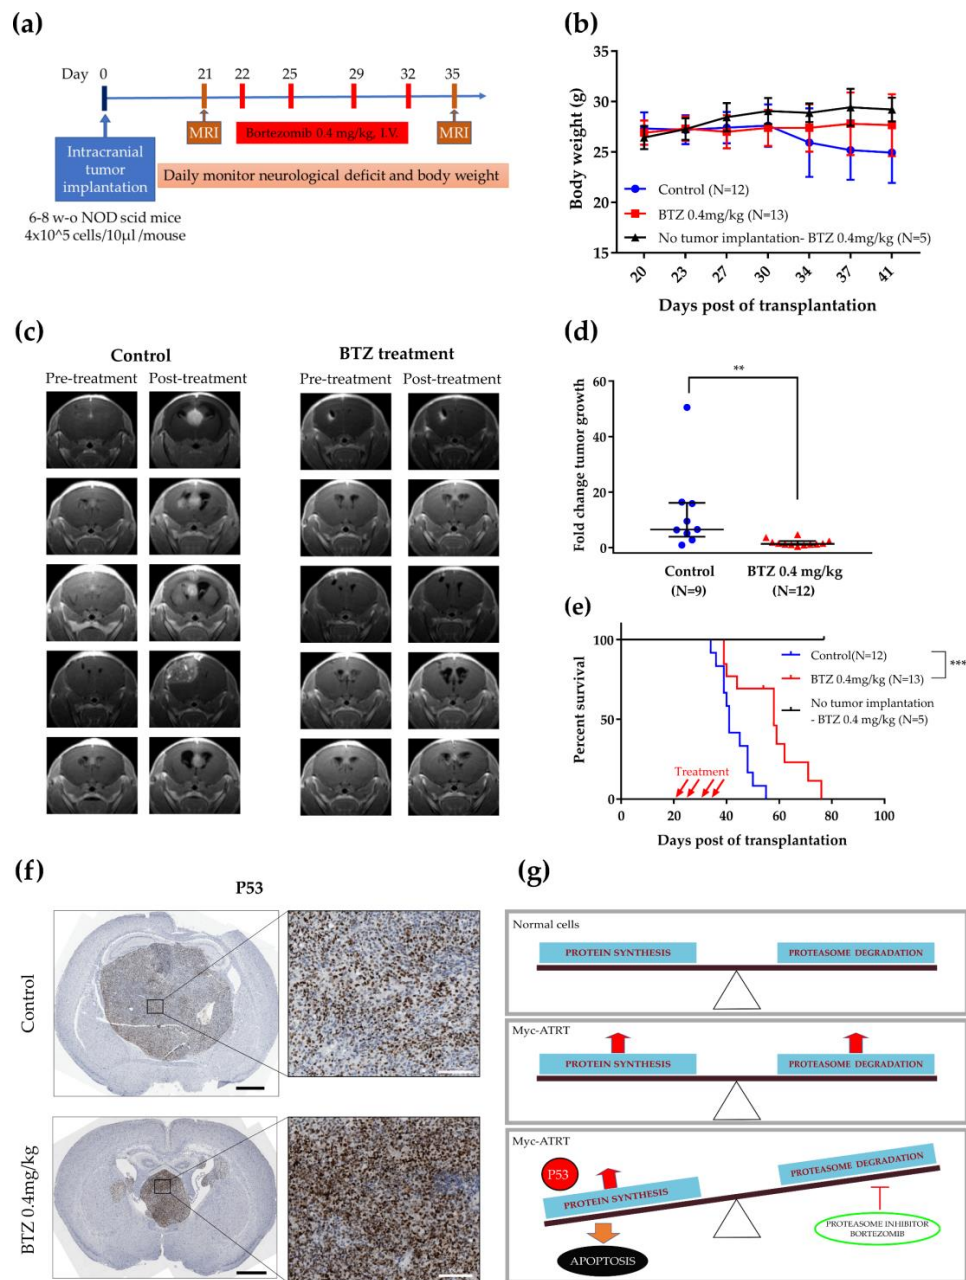 (a)
Day 0 21 22 25 29 32 35
MRI
Bortezomib 0.4 mg/kg, I.V.
MRI
Intracranial
tumor
implantation
Daily monitor neurological deficit and body weight
6-8 w-o NOD scid mice
4x10^5 cells/10µl /mouse
(b)
Body weight (g)
35
30
25
20
15
Control (N=12)
BTZ 0.4mg/kg (N=13)
No tumor implantation- BTZ 0.4mg/kg (N=5)
20 23 27 30 34 37 41
Days post of transplantation
(c)
Control
Pre-treatment Post-treatment
BTZ treatment
Pre-treatment Post-treatment
(d)
Fold change tumor growth
60
40
20
0
**
Control
(N=9)
BTZ 0.4 mg/kg
(N=12)
(e)
Percent survival
100
50
0
Control(N=12)
BTZ 0.4mg/kg (N=13)
***
No tumor implantation
- BTZ 0.4 mg/kg (N=5)
Treatment
0 20 40 60 80 100
Days post of transplantation
(f)
P53
Control
BTZ 0.4mg/kg
(g)
Normal cells
PROTEIN SYNTHESIS
PROTEASOME DEGRADATION
Myc-ATRT
PROTEIN SYNTHESIS
PROTEASOME DEGRADATION
Myc-ATRT
P53
PROTEIN SYNTHESIS
PROTEASOME DEGRADATION
APOPTOSIS
PROTEASOME INHIBITOR
BORTEZOMIB